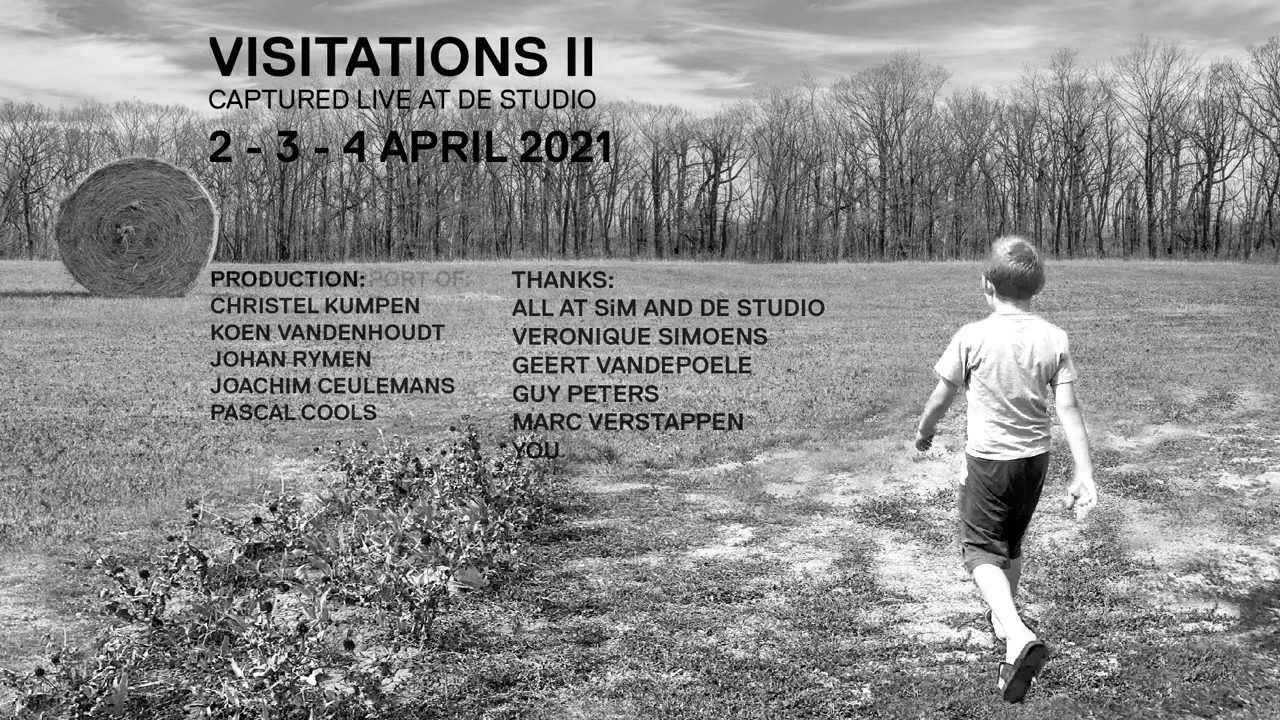 VISITATIONS II
CAPTURED LIVE AT DE STUDIO
2 - 3 - 4 APRIL 2021
PRODUCTION: PORT OF:
CHRISTEL KUMPEN
KOEN VANDENHOUDT
JOHAN RYMEN
JOACHIM CEULEMANS
PASCAL COOLS
THANKS:
ALL AT SiM AND DE STUDIO
VERONIQUE SIMOENS
GEERT VANDEPOELE
GUY PETERS
MARC VERSTAPPEN
YOU